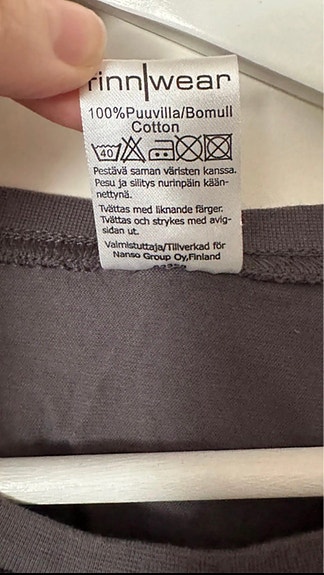 finn|wear
100%Puuvilla/Bomull
Cotton
40
Pestävä saman väristen kanssa.
Pesu ja silitys nurinpäin kään-
nettynä.
Tvättas med liknande färger.
Tvättas och strykes med avig-
sidan ut.
Valmistuttaja/Tillverkad för
Nanso Group Oy,Finland